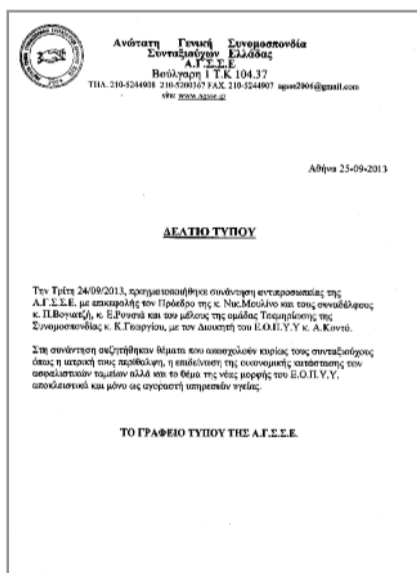 Ανώτατη Γενική Συνομοσπονδία
Συνταξιούχων Ελλάδας
Α.Γ.Σ.Σ.Ε
Βούλγαρη 1 Τ.Κ 104.37
ΤΗΛ. 210-5244908 210-5200367 FAX. 210-5244907 agsse2006@gmail.com
site: www.agsse.gr
Αθήνα 25-09-2013
ΔΕΛΤΙΟ ΤΥΠΟΥ
Την Τρίτη 24/09/2013, πραγματοποιήθηκε συνάντηση αντιπροσωπείας της
Α.Γ.Σ.Σ.Ε. με επικεφαλής τον Πρόεδρο της κ. Νικ.Μουλίνο και τους συναδέλφους
κ. Π.Βογιατζή, κ. Ε.Ρουσιά και του μέλους της ομάδας Τεκμηρίωσης της
Συνομοσπονδίας κ. Κ.Γεωργίου, με τον Διοικητή του Ε.Ο.Π.Υ.Υ κ. Α.Κοντό.
Στη συνάντηση συζητήθηκαν θέματα που απασχολούν κυρίως τους συνταξιούχους
όπως η ιατρική τους περίθαλψη, η επιδείνωση της οικονομικής κατάστασης των
ασφαλιστικών ταμείων αλλά και το θέμα της νέας μορφής του Ε.Ο.Π.Υ.Υ.
αποκλειστικά και μόνο ως αγοραστή υπηρεσιών υγείας.
ΤΟ ΓΡΑΦΕΙΟ ΤΥΠΟΥ ΤΗΣ Α.Γ.Σ.Σ.Ε.